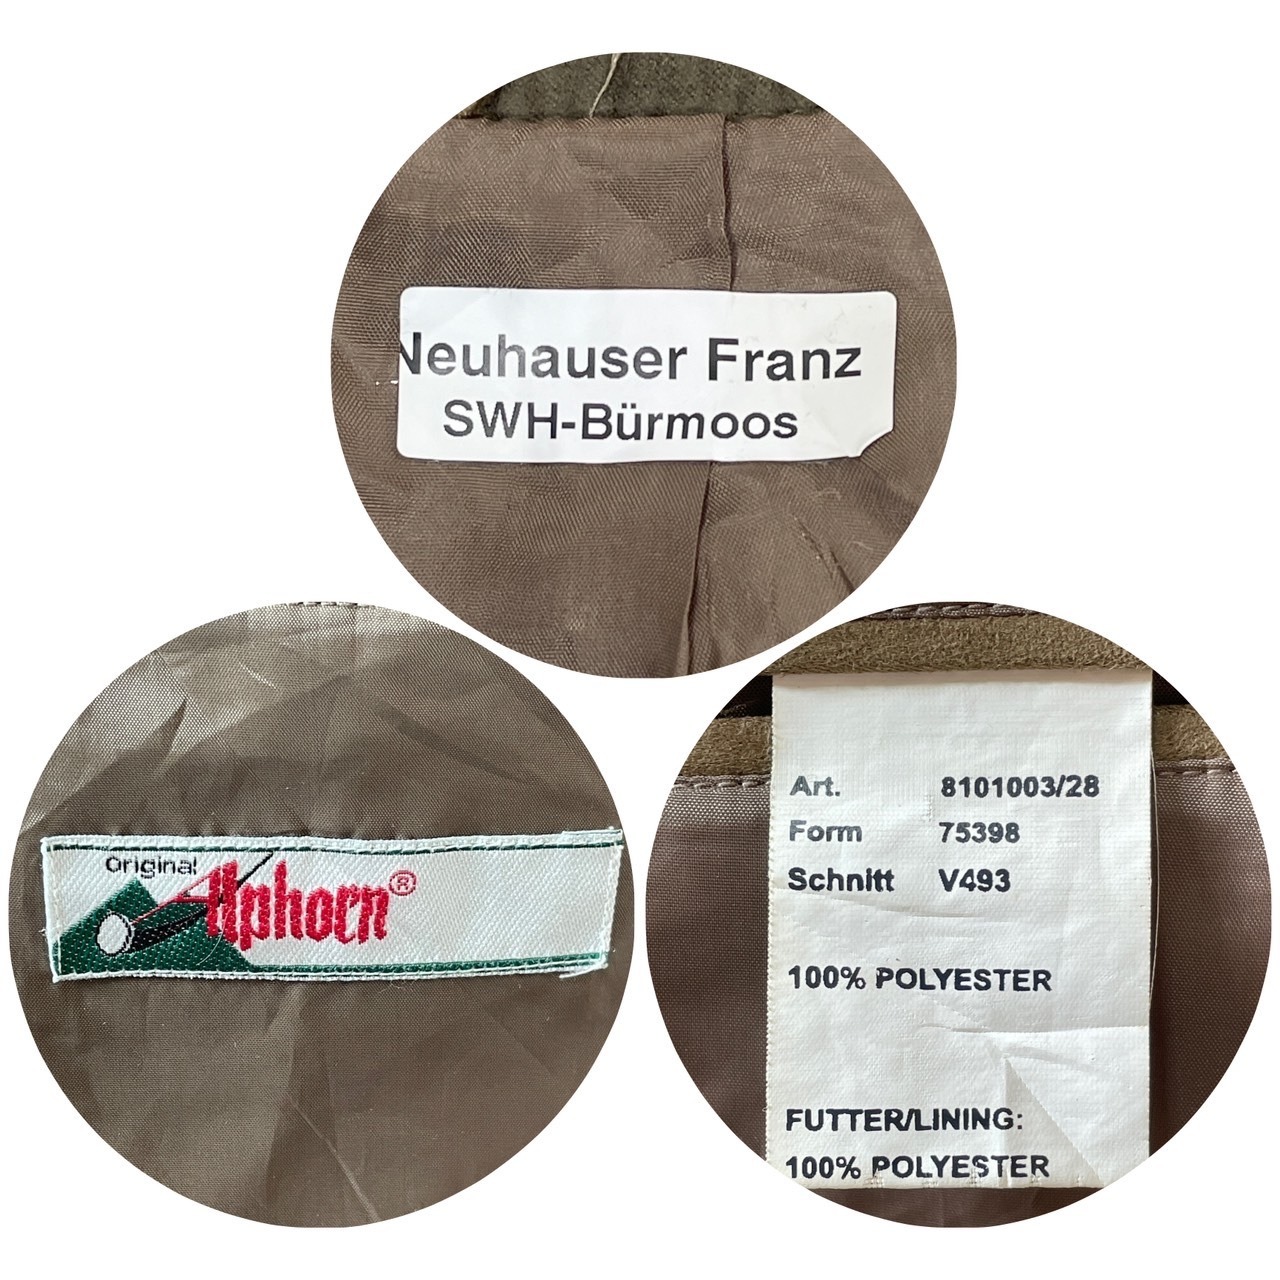 Neuhauser Franz
SWH-Bürmoos
Original
Alphorn®
Art. 8101003/28
Form 75398
Schnitt V493
100% POLYESTER
FUTTER/LINING:
100% POLYESTER